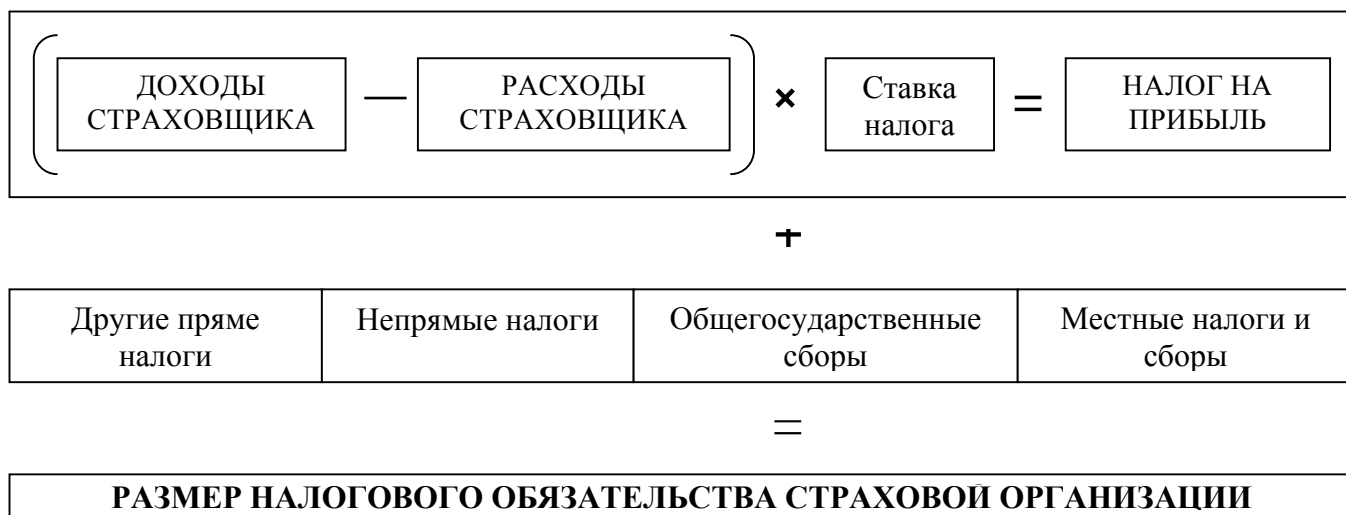 ДОХОДЫ
СТРАХОВЩИКА
—
РАСХОДЫ
СТРАХОВЩИКА
×
Ставка
налога
=
НАЛОГ НА
ПРИБЫЛЬ
+
Другие пряме
налоги
Непрямые налоги
Общегосударственные
сборы
Местные налоги и
сборы
=
РАЗМЕР НАЛОГОВОГО ОБЯЗАТЕЛЬСТВА СТРАХОВОЙ ОРГАНИЗАЦИИ